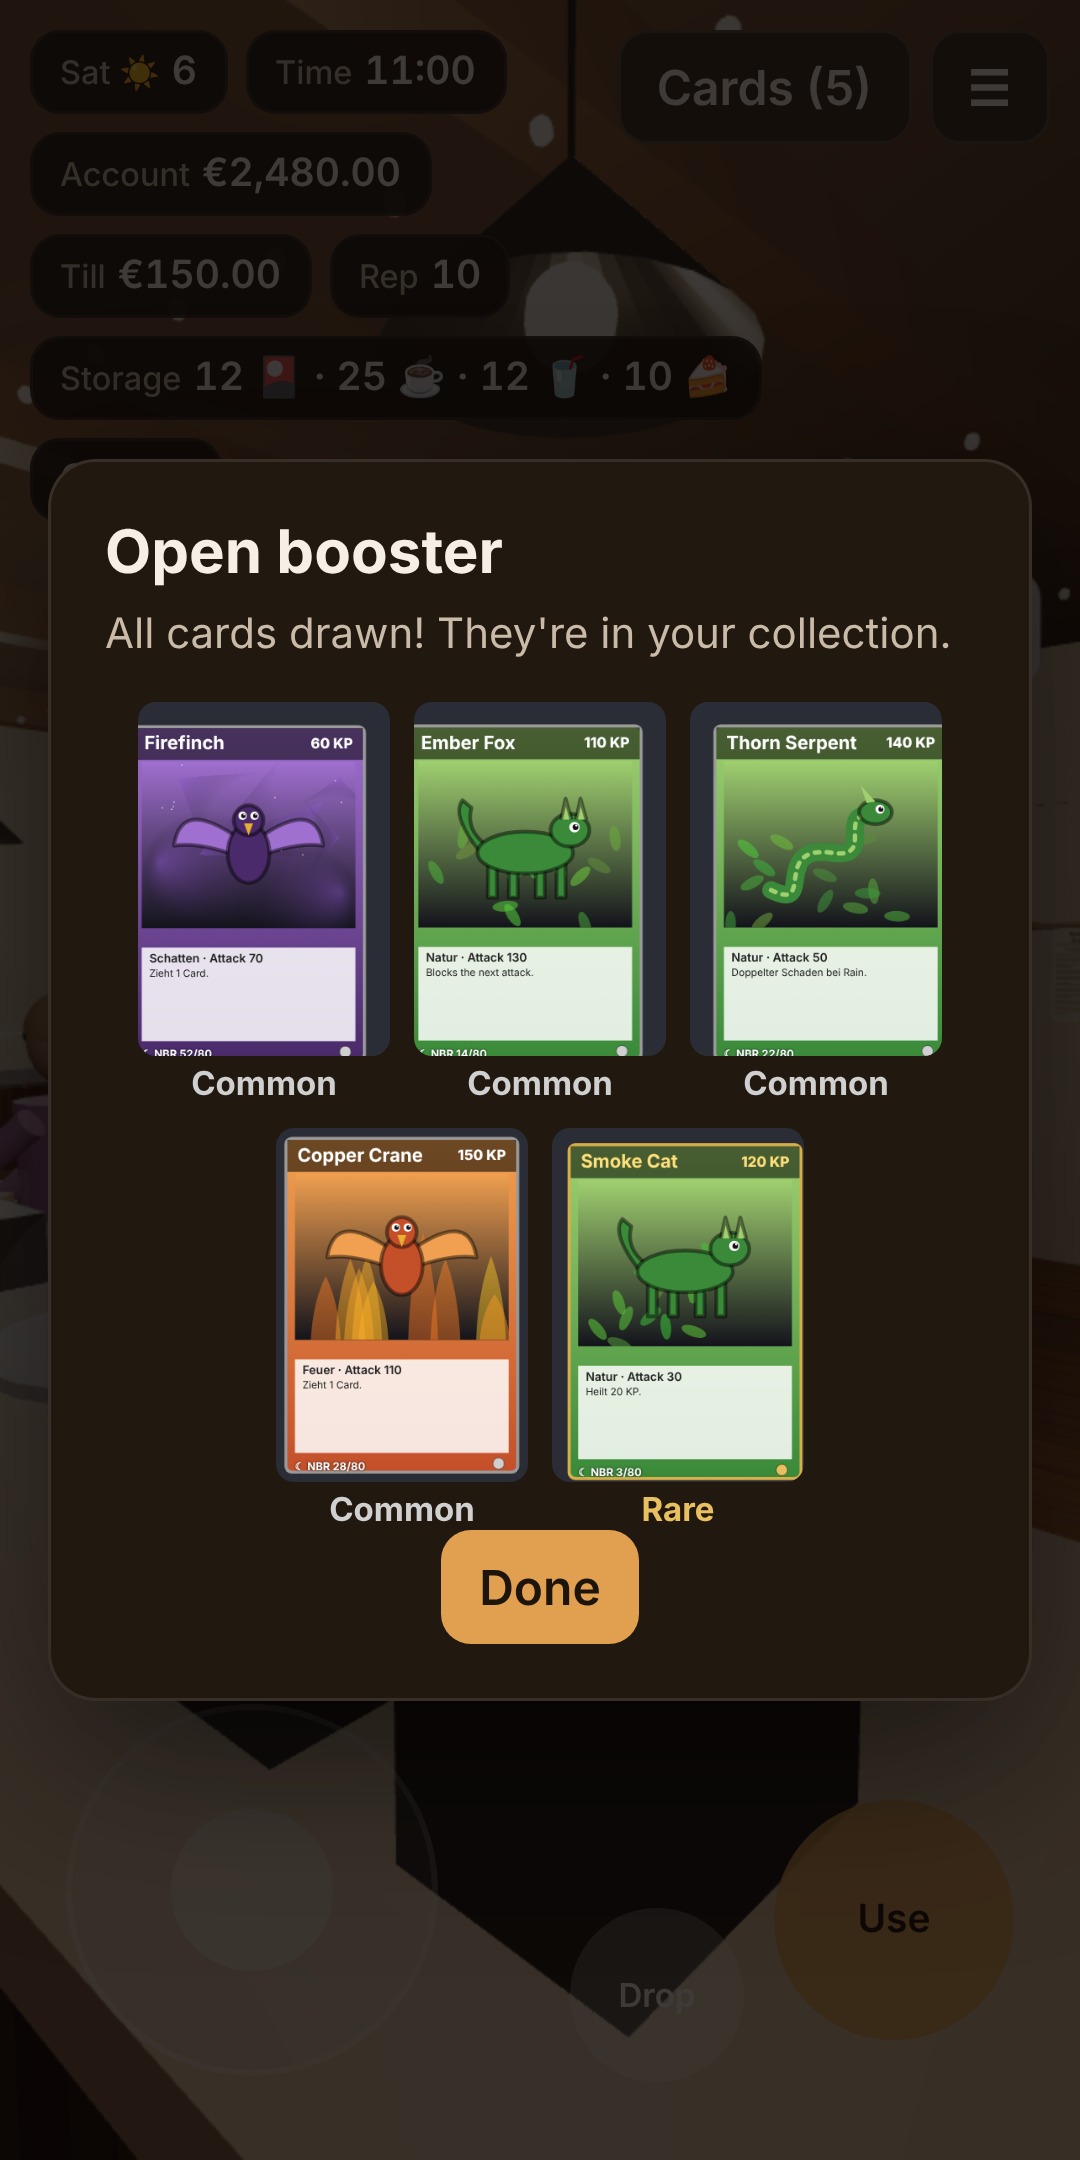 Sat ☀️ 6
Time 11:00
Cards (5)
☰
Account €2,480.00
Till €150.00
Rep 10
Storage 12 🎴 · 25 ☕ · 12 🥤 · 10 🍰
Open booster
All cards drawn! They're in your collection.
Firefinch 60 KP
Schatten · Attack 70
Zieht 1 Card.
NBR 52/80
Common
Ember Fox 110 KP
Natur · Attack 130
Blocks the next attack.
NBR 14/80
Common
Thorn Serpent 140 KP
Natur · Attack 50
Doppelter Schaden bei Rain.
NBR 22/80
Common
Copper Crane 150 KP
Feuer · Attack 110
Zieht 1 Card.
☾ NBR 28/80
Common
Smoke Cat 120 KP
Natur · Attack 30
Heilt 20 KP.
☾ NBR 3/80
Rare
Done
Use
Drop